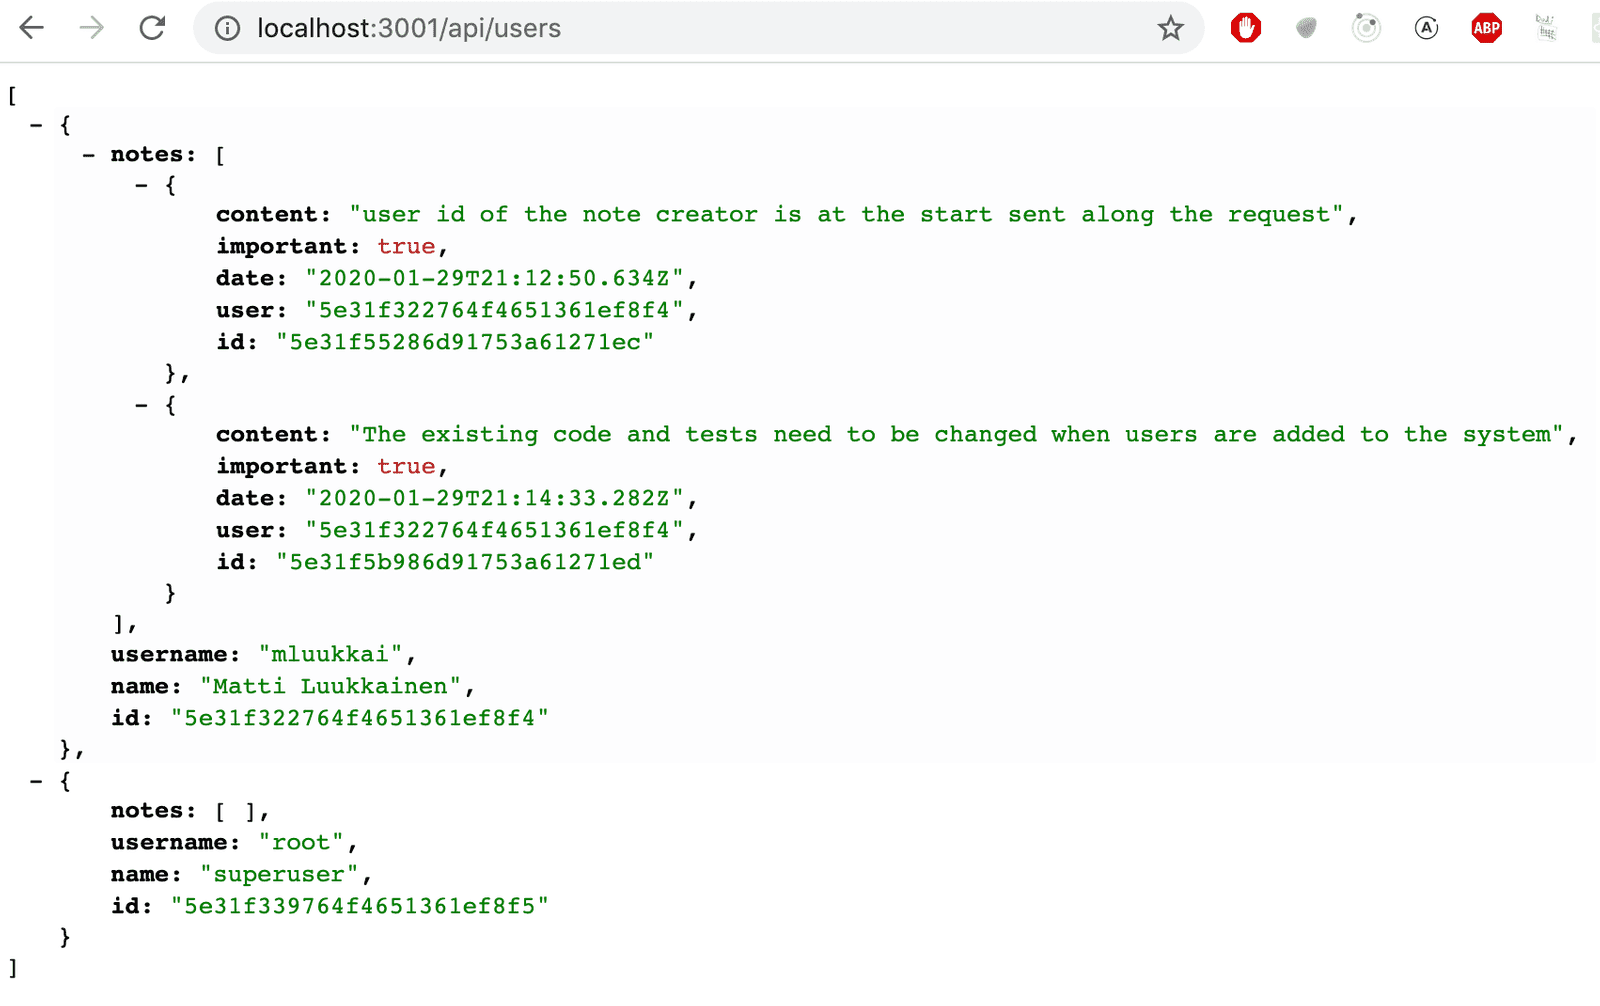 localhost:3001/api/users
ABP
[
- {
- notes: [
- {
content: "user id of the note creator is at the start sent along the request",
important: true,
date: "2020-01-29T21:12:50.634Z",
user: "5e31f322764f4651361ef8f4",
id: "5e31f55286d91753a61271ec"
},
- {
content: "The existing code and tests need to be changed when users are added to the system",
important: true,
date: "2020-01-29T21:14:33.282Z",
user: "5e31f322764f4651361ef8f4",
id: "5e31f5b986d91753a61271ed"
}
],
username: "mluukkai",
name: "Matti Luukkainen",
id: "5e31f322764f4651361ef8f4"
},
- {
notes: [ ],
username: "root",
name: "superuser",
id: "5e31f339764f4651361ef8f5"
}
]